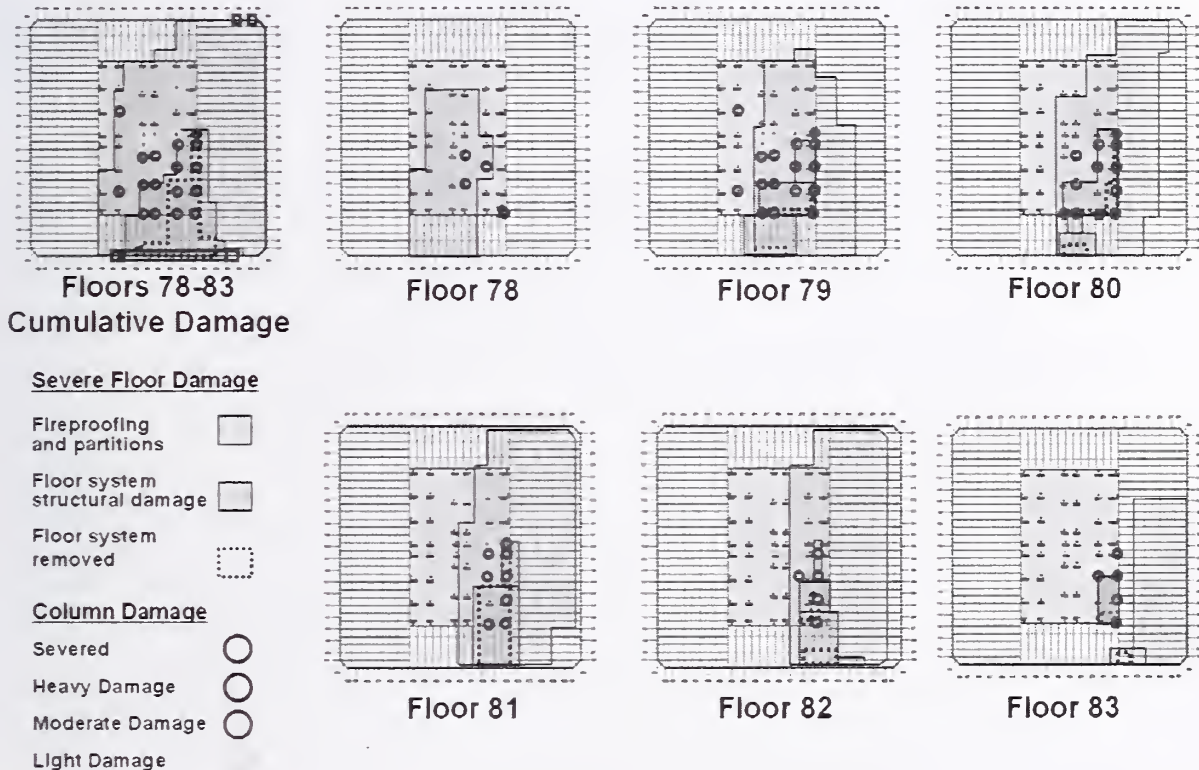 Floors 78-83
Cumulative Damage
Floor 78
Floor 79
Floor 80
Severe Floor Damage
Fireproofing
and partitions
Floor system
structural damage
Floor system
removed
Column Damage
Severed
Heavy Damage
Moderate Damage
Light Damage
Floor 81
Floor 82
Floor 83